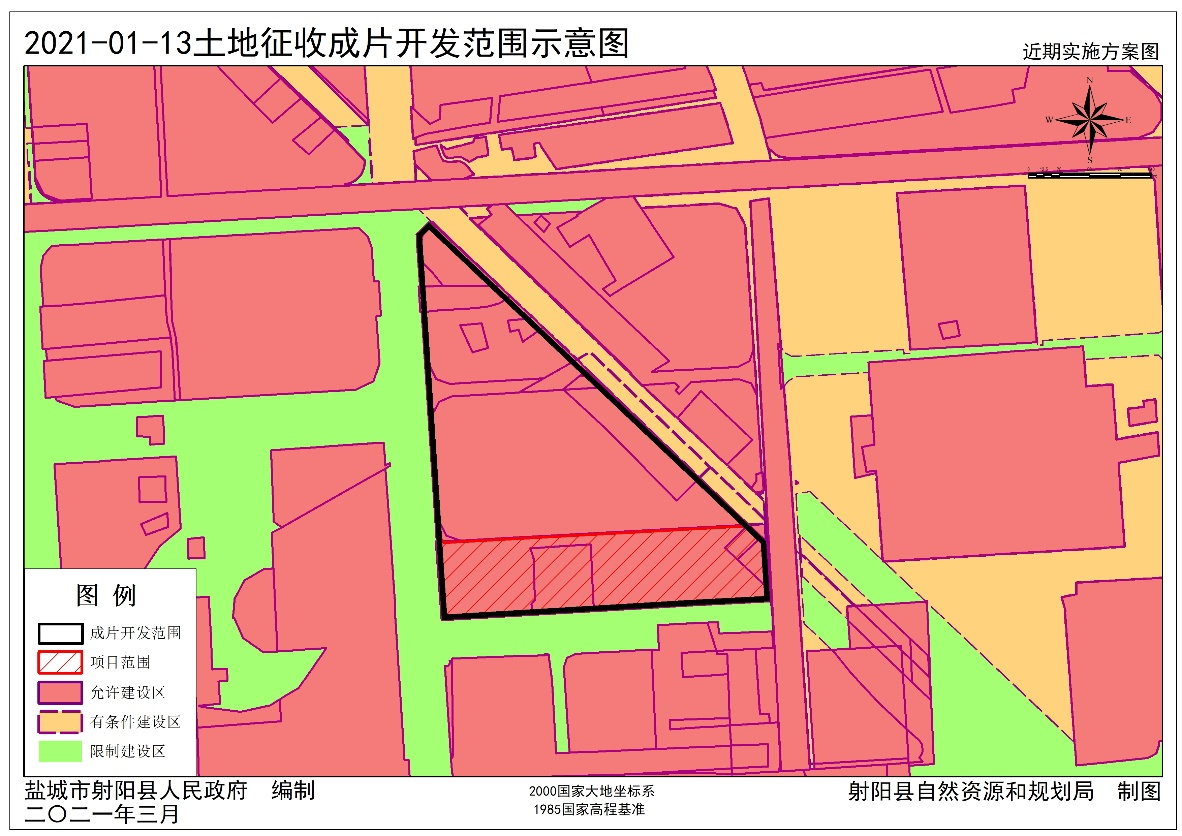 2021-01-13土地征收成片开发范围示意图
近期实施方案图
N
W
E
S
图 例
成片开发范围
项目范围
允许建设区
有条件建设区
限制建设区
盐城市射阳县人民政府 编制
二〇二一年三月
2000国家大地坐标系
1985国家高程基准
射阳县自然资源和规划局 制图